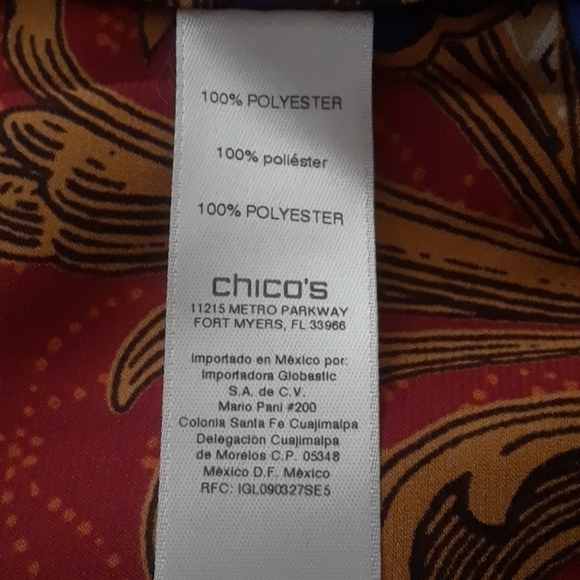 100% POLYESTER
100% poliéster
100% POLYESTER
chico's
11215 METRO PARKWAY
FORT MYERS, FL 33966
Importado en México por:
Importadora Globastic
S.A. de C.V.
Mario Pani #200
Colonia Santa Fe Cuajimalpa
Delegación Cuajimalpa
de Morelos C.P. 05348
México D.F. México
RFC: IGL090327SE5